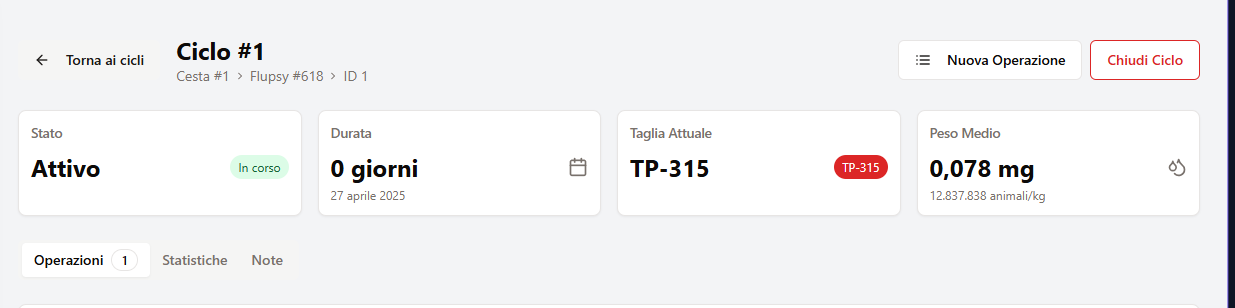 Torna ai cicli
Ciclo #1
Cesta #1 > Flupsy #618 > ID 1
Nuova Operazione
Chiudi Ciclo
Stato
Attivo
In corso
Durata
0 giorni
27 aprile 2025
Taglia Attuale
TP-315
TP-315
Peso Medio
0,078 mg
12.837.838 animali/kg
Operazioni 1
Statistiche
Note